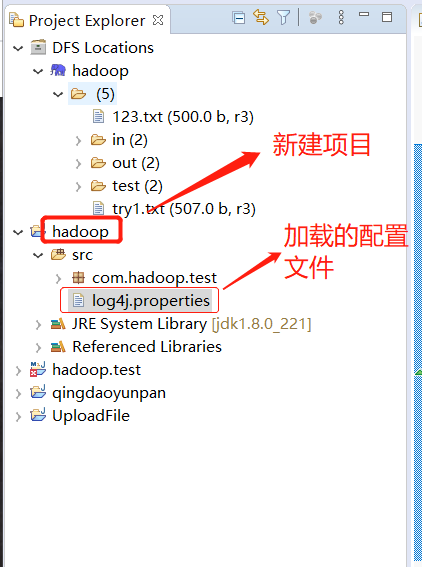 Project Explorer
DFS Locations
hadoop
(5)
123.txt (500.0 b, r3)
in (2)
out (2)
test (2)
try1.txt (507.0 b, r3)
新建项目
hadoop
src
com.hadoop.test
log4j.properties
加载的配置
文件
JRE System Library [jdk1.8.0_221]
Referenced Libraries
hadoop.test
qingdaoyunpan
UploadFile